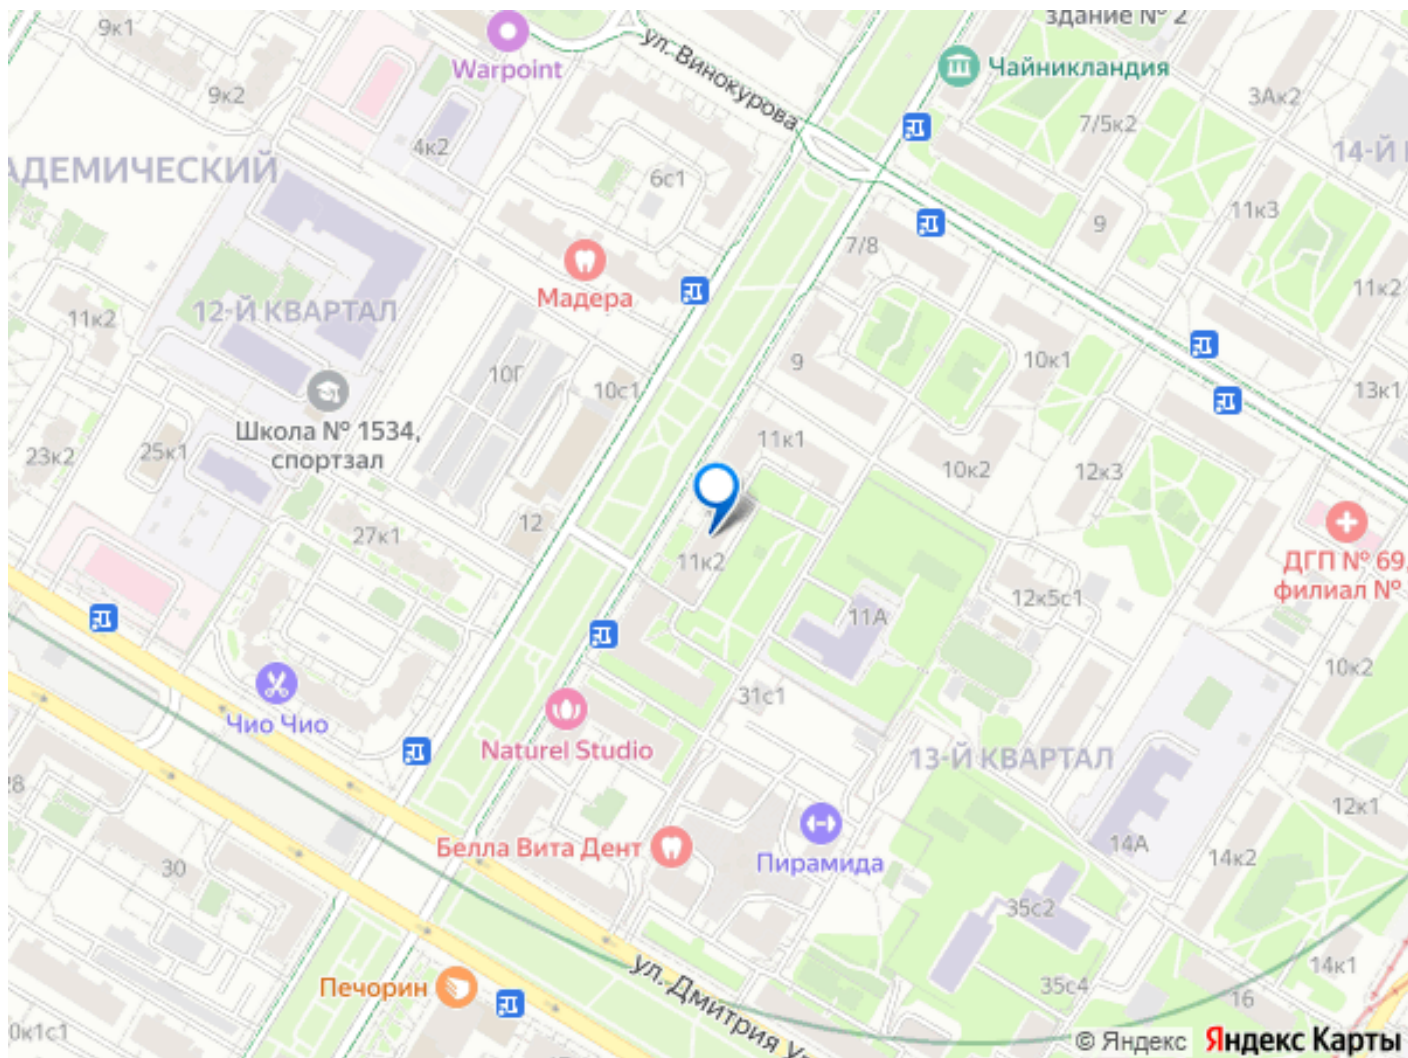 здание № 2
9к1
ул. Винокурова
Warpoint
Чайникландия
9к2
3Ак2
7/5к2
4к2
14-Й
АДЕМИЧЕСКИЙ
6с1
11к3
9
7/8
11к2
Мадера
12-Й КВАРТАЛ
11к2
10к1
9
10Г
10с1
13к1
Школа № 1534,
спортзал
11к1
25к1
23к2
10к2
12к3
12
27к1
11к2
ДГП № 69,
филиал №
12к5с1
11А
10к2
31с1
Чио Чио
Naturel Studio
13-Й КВАРТАЛ
12к1
14А
14к2
Белла Вита Дент
Пирамида
30
35с2
ул. Дмитрия
14к1
Печорин
35с4
16
0к1с1
© Яндекс
Яндекс Карты